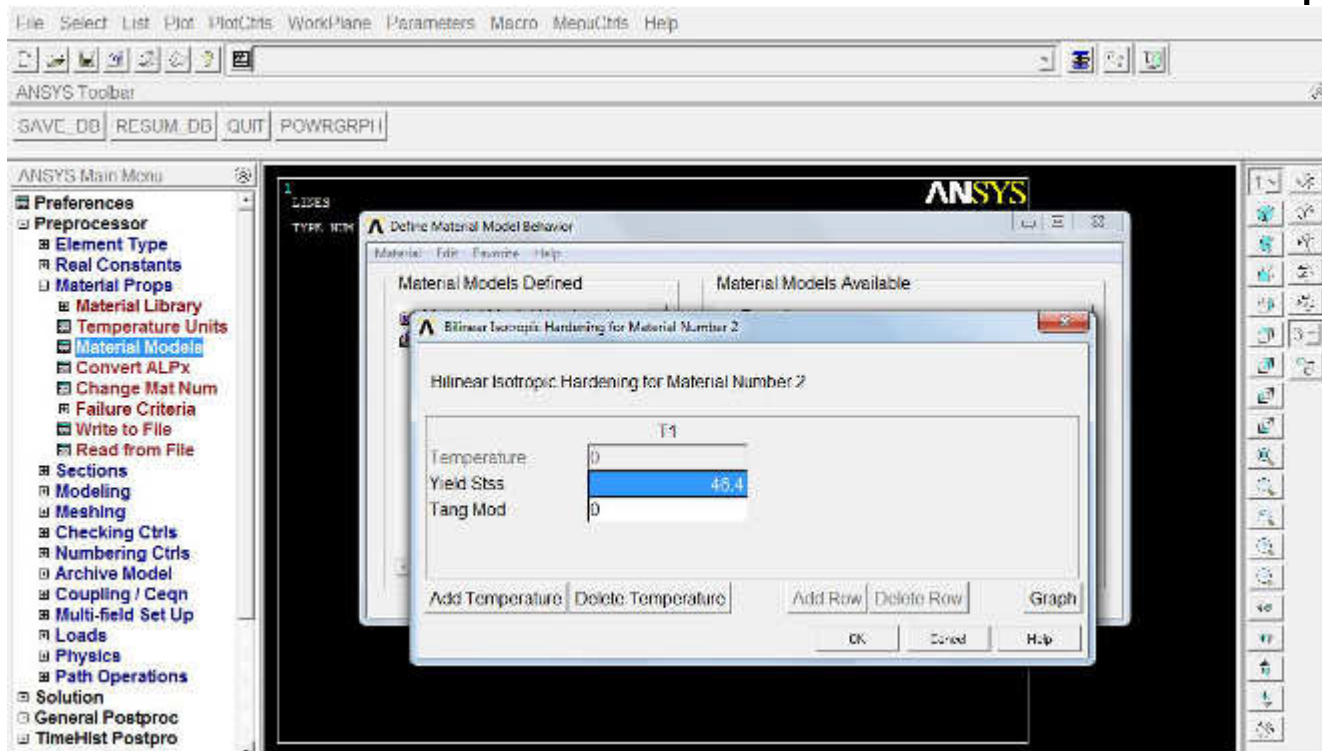 File Select List Plot PlotCtrls WorkPlane Parameters Macro MenuCtrls Help
ANSYS Toolbar
SAVE_DB RESUM_DB QUIT POWRGRPH
ANSYS Main Menu
Preferences
Preprocessor
Element Type
Real Constants
Material Props
Material Library
Temperature Units
Material Models
Convert ALPx
Change Mat Num
Failure Criteria
Write to File
Read from File
Sections
Modeling
Meshing
Checking Ctrls
Numbering Ctrls
Archive Model
Coupling / Ceqn
Multi-field Set Up
Loads
Physics
Path Operations
Solution
General Postproc
TimeHist Postpro
1
LINES
TYPE NUM
ANSYS
Define Material Model Behavior
Material Edit Favorite Help
Material Models Defined
Material Models Available
Bilinear Isotropic Hardening for Material Number 2
Bilinear Isotropic Hardening for Material Number 2
T1
Temperature 0
Yield Stss
Tang Mod 0
Add Temperature Delete Temperature Add Row Delete Row Graph
OK Cancel Help